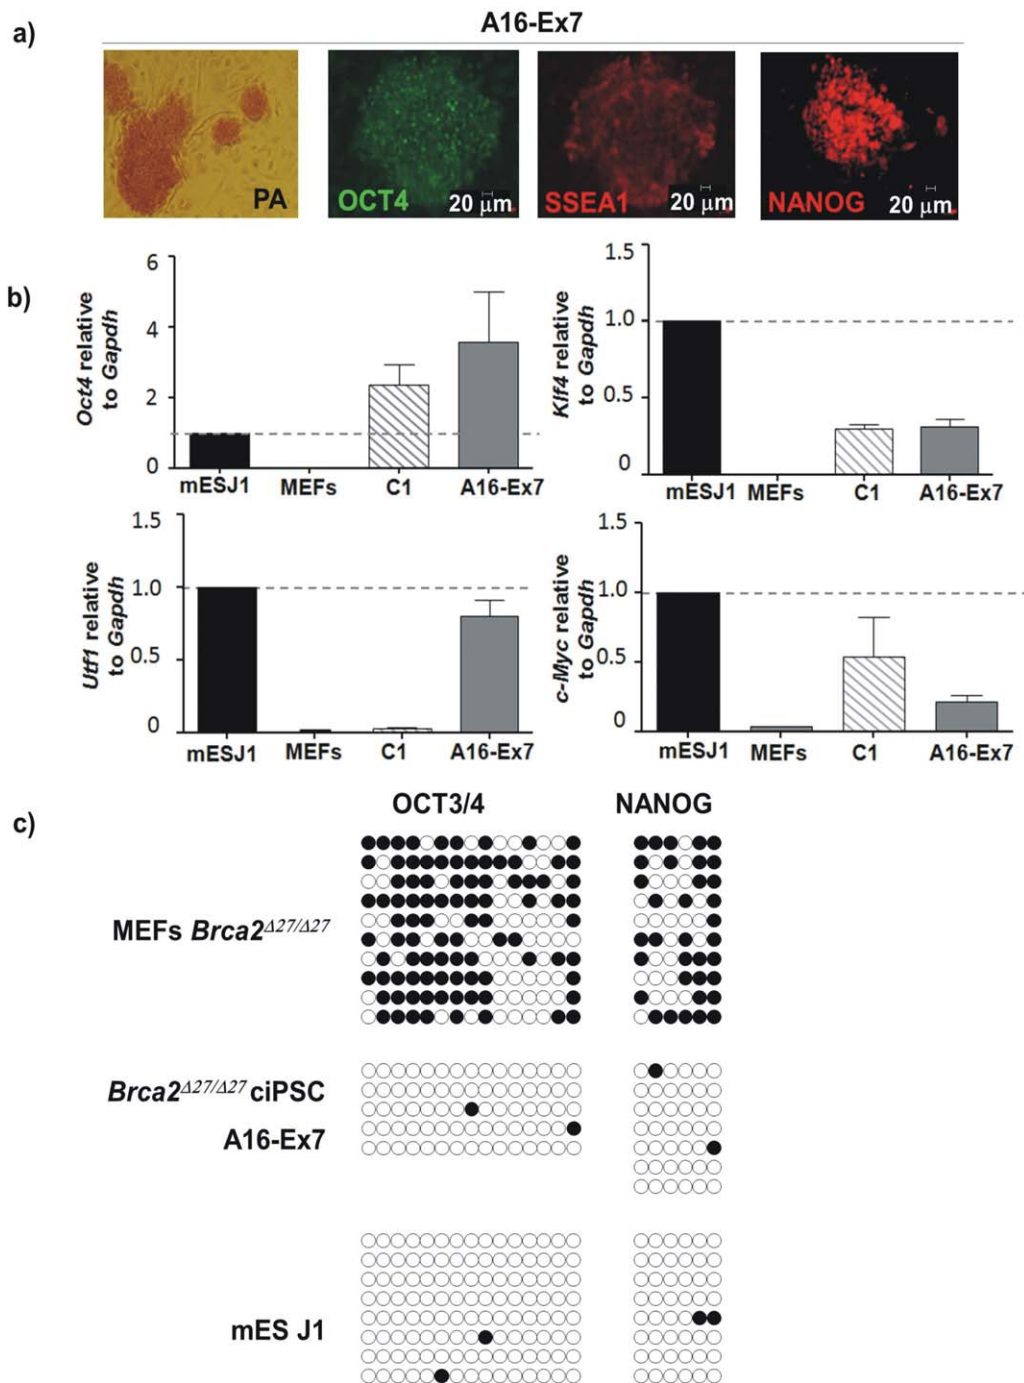 A16-Ex7
a)
PA
OCT4
20 μm
SSEA1
20 μm
NANOG
20 μm
b)
Oct4 relative
to Gapdh
6
4
2
0
mESJ1 MEFs C1 A16-Ex7
Klf4 relative
to Gapdh
1.5
1.0
0.5
0
mESJ1 MEFs C1 A16-Ex7
Utf1 relative
to Gapdh
1.5
1.0
0.5
0
mESJ1 MEFs C1 A16-Ex7
c-Myc relative
to Gapdh
1.5
1.0
0.5
0
mESJ1 MEFs C1 A16-Ex7
c)
OCT3/4 NANOG
MEFs Brca2Δ27/Δ27
Brca2Δ27/Δ27 ciPSC
A16-Ex7
mES J1